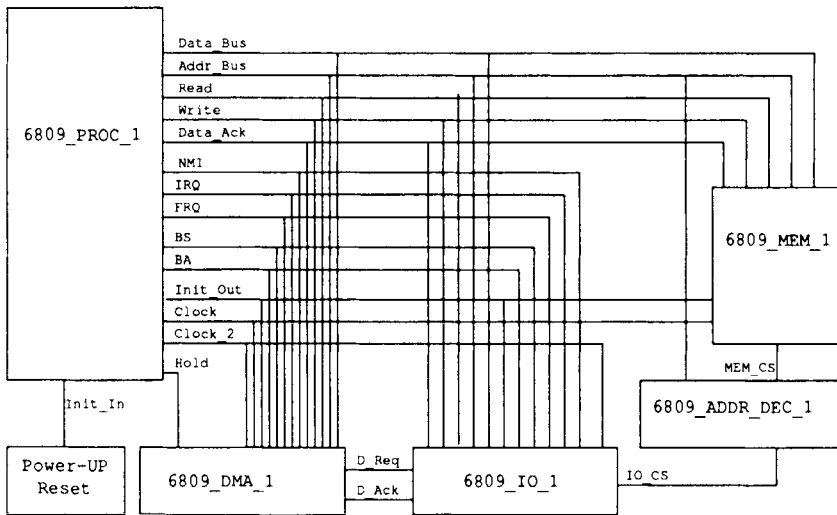 Data_Bus
Addr_Bus
Read
Write
6809_PROC_1
Data_Ack
NMI
IRQ
FRQ
BS
6809_MEM_1
BA
Init_Out
Clock
Clock_2
Hold
MEM_CS
Init_In
6809_ADDR_DEC_1
Power-UP
Reset
6809_DMA_1
D_Req
D_Ack
6809_IO_1
IO_CS